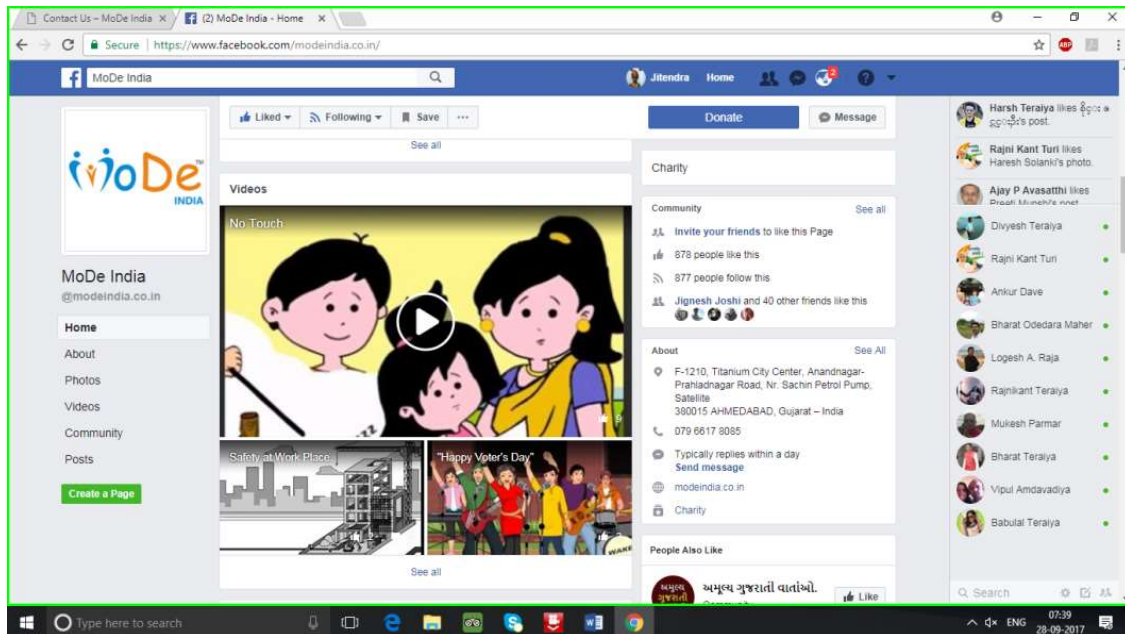 Contact Us – MoDe India
(2) MoDe India - Home
Secure | https://www.facebook.com/modeindia.co.in/
ABP
MoDe India
Jitendra Home
2
MoDe
INDIA
MoDe India
@modeindia.co.in
Home
About
Photos
Videos
Community
Posts
Create a Page
Liked
Following
Save
Donate
Message
See all
Videos
No Touch
9
Safety at Work Place
"Happy Voter's Day"
See all
Charity
Community See all
Invite your friends to like this Page
878 people like this
877 people follow this
Jignesh Joshi and 40 other friends like this
About See All
F-1210, Titanium City Center, Anandnagar-
Prahladnagar Road, Nr. Sachin Petrol Pump,
Satellite
380015 AHMEDABAD, Gujarat – India
079 6617 8085
Typically replies within a day
Send message
modeindia.co.in
Charity
People Also Like
અમૂલ્ય ગુજરાતી વાર્તાઓ.
Like
Harsh Teraiya likes
post.
Rajni Kant Turi likes
Haresh Solanki's photo.
Ajay P Avasatthi likes
Preeti Munshi's post
Divyesh Teraiya
Rajni Kant Turi
Ankur Dave
Bharat Odedara Maher
Logesh A. Raja
Rajnikant Teraiya
Mukesh Parmar
Bharat Teraiya
Vipul Amdavadiya
Babulal Teraiya
Search
Type here to search
ENG
07:39
28-09-2017